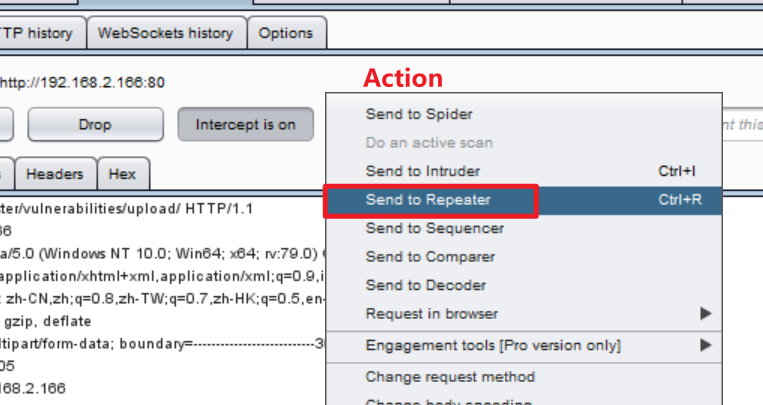 TP history
WebSockets history
Options
http://192.168.2.166:80
Action
Drop
Intercept is on
nt this
Headers
Hex
Send to Spider
Do an active scan
Send to Intruder Ctrl+I
Send to Repeater Ctrl+R
Send to Sequencer
Send to Comparer
Send to Decoder
Request in browser
Engagement tools [Pro version only]
Change request method
Change body encoding
ter/vulnerabilities/upload/ HTTP/1.1
a/5.0 (Windows NT 10.0; Win64; x64; rv:79.0)
application/xhtml+xml,application/xml;q=0.9,i
: zh-CN,zh;q=0.8,zh-TW;q=0.7,zh-HK;q=0.5,en-
gzip, deflate
ltipart/form-data; boundary=---------------------------3
05
168.2.166